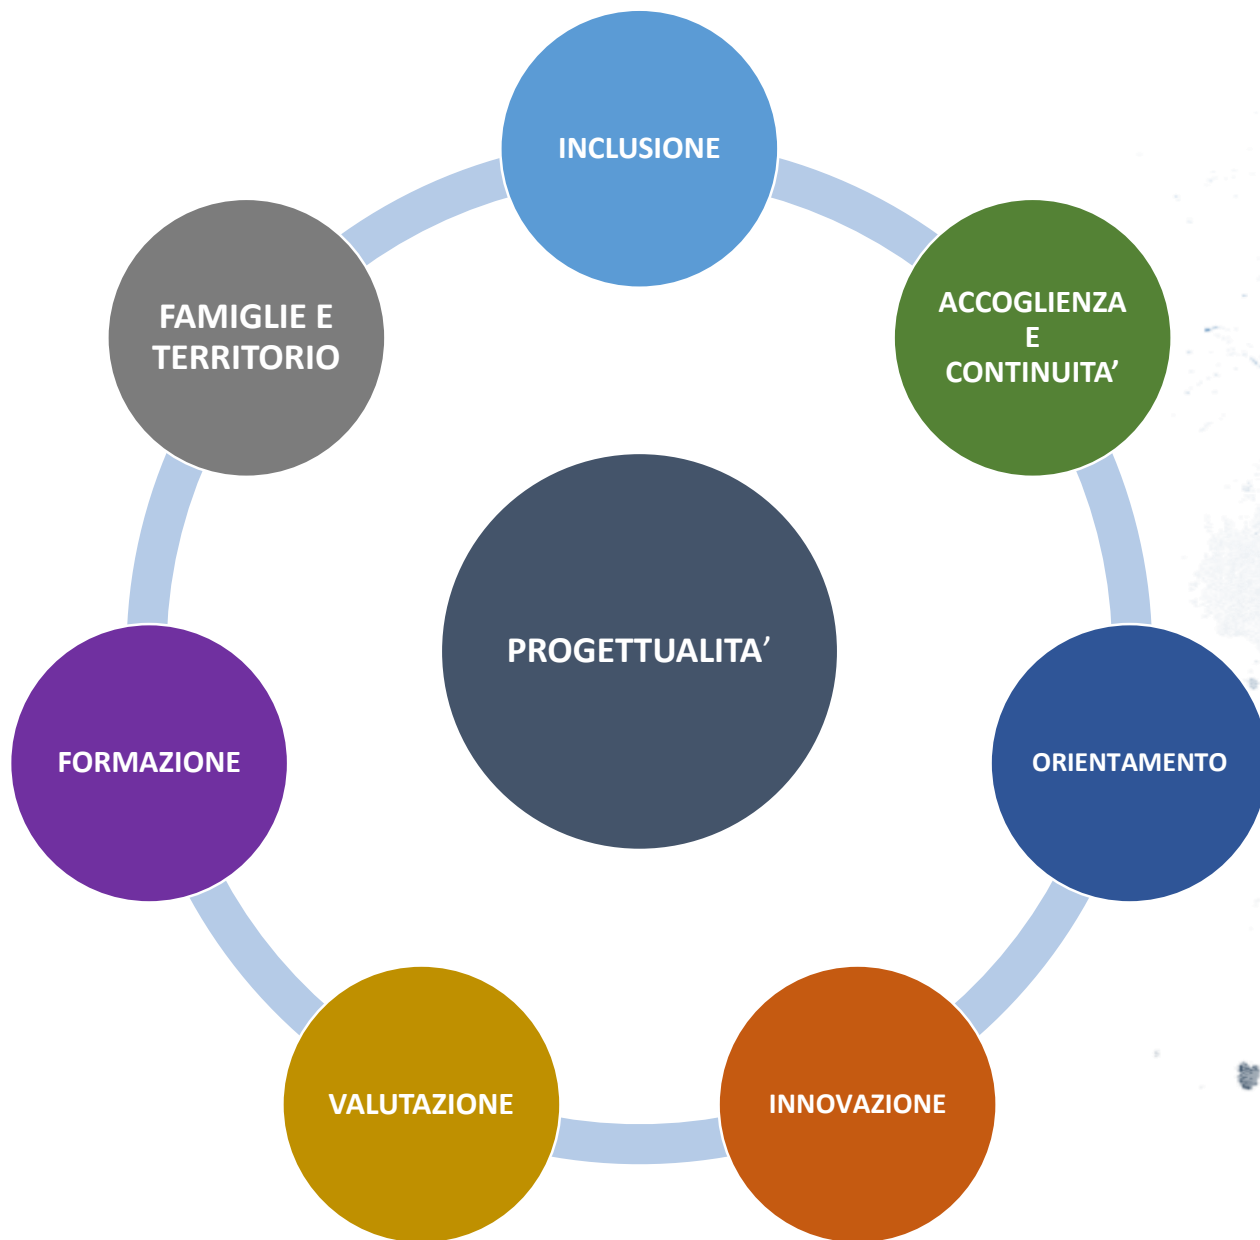 INCLUSIONE
ACCOGLIENZA
E
CONTINUITA’
ORIENTAMENTO
INNOVAZIONE
VALUTAZIONE
FORMAZIONE
FAMIGLIE E
TERRITORIO
PROGETTUALITA’